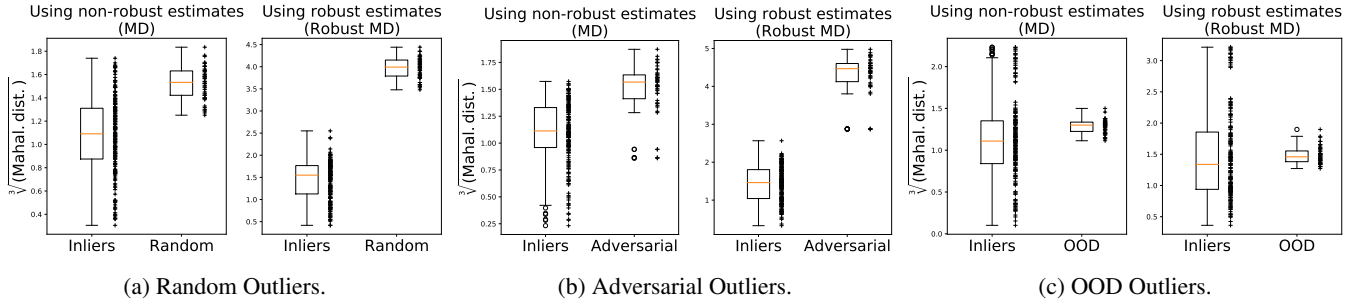 Using non-robust estimates
(MD)
∛(Mahal. dist. )
1.8
1.6
1.4
1.2
1.0
0.8
0.6
0.4
Inliers
Random
Using robust estimates
(Robust MD)
4.5
4.0
3.5
3.0
2.5
2.0
1.5
1.0
0.5
Inliers
Random
(a) Random Outliers.
Using non-robust estimates
(MD)
∛(Mahal. dist. )
1.75
1.50
1.25
1.00
0.75
0.50
0.25
Inliers
Adversarial
Using robust estimates
(Robust MD)
5
4
3
2
1
Inliers
Adversarial
(b) Adversarial Outliers.
Using non-robust estimates
(MD)
∛(Mahal. dist. )
2.0
1.5
1.0
0.5
0.0
Inliers
OOD
Using robust estimates
(Robust MD)
3.0
2.5
2.0
1.5
1.0
0.5
Inliers
OOD
(c) OOD Outliers.